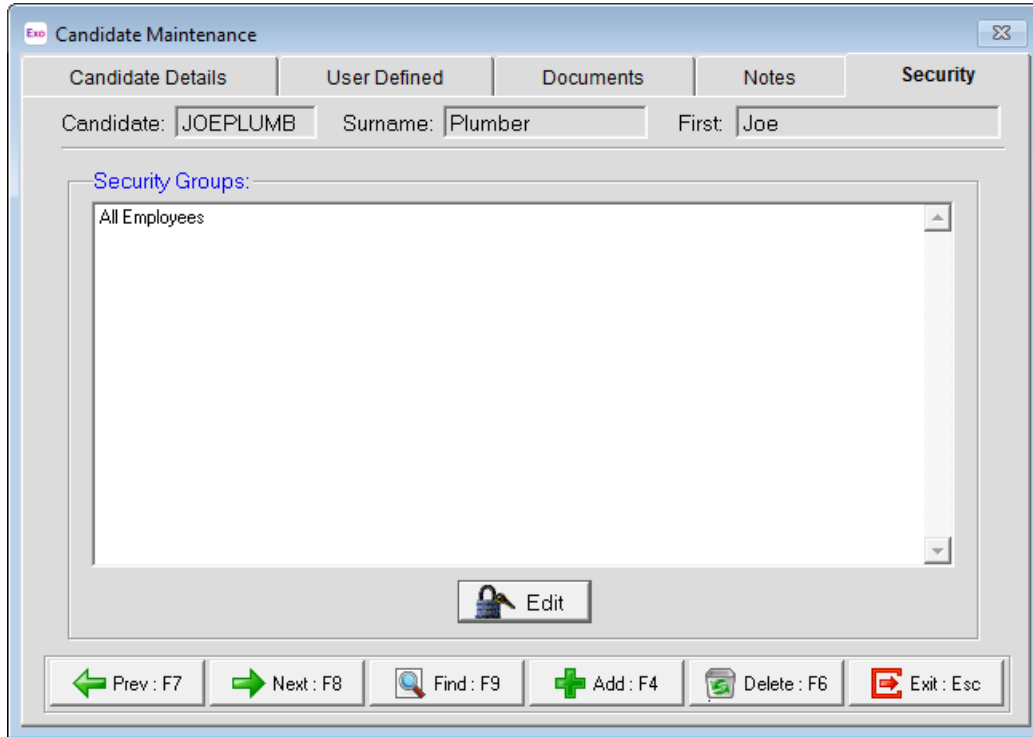 Exo Candidate Maintenance
Candidate Details User Defined Documents Notes Security
Candidate: JOEPLUMB Surname: Plumber First: Joe
Security Groups:
All Employees
Edit
Prev : F7 Next : F8 Find : F9 Add : F4 Delete : F6 Exit : Esc